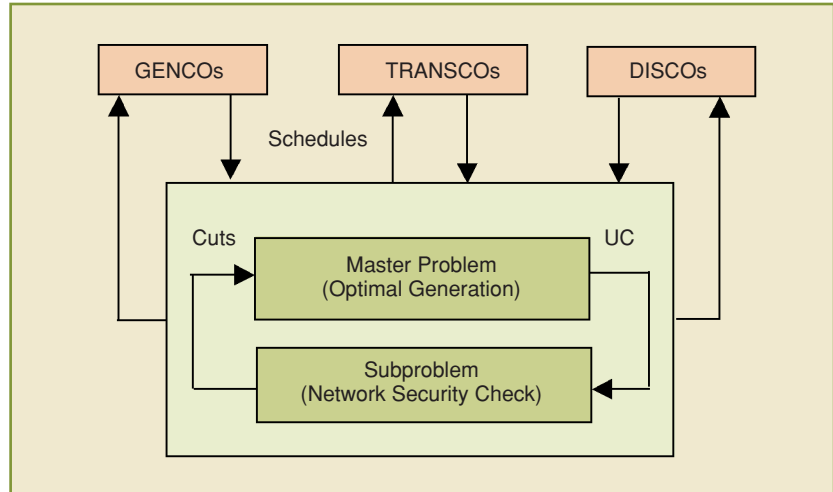 GENCOs
TRANSCOs
DISCOs
Schedules
Cuts
UC
Master Problem
(Optimal Generation)
Subproblem
(Network Security Check)